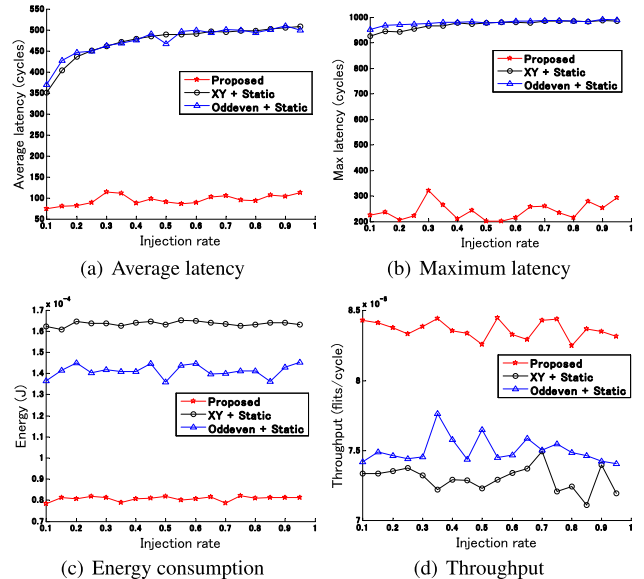 550
500
450
400
350
300
250
200
150
100
50
Average latency (cycles)
Proposed
XY + Static
Oddeven + Static
0.1 0.2 0.3 0.4 0.5 0.6 0.7 0.8 0.9 1
Injection rate
(a) Average latency
1000
900
800
700
600
500
400
300
200
Max latency (cycles)
Proposed
XY + Static
Oddeven + Static
0.1 0.2 0.3 0.4 0.5 0.6 0.7 0.8 0.9 1
Injection rate
(b) Maximum latency
x 10⁻⁴
1.7
1.6
1.5
1.4
1.3
1.2
1.1
1
0.9
0.8
0.7
Energy (J)
Proposed
XY + Static
Oddeven + Static
0.1 0.2 0.3 0.4 0.5 0.6 0.7 0.8 0.9 1
Injection rate
(c) Energy consumption
8.5
8
7.5
7
Throughput (flits/cycle)
Proposed
XY + Static
Oddeven + Static
0.1 0.2 0.3 0.4 0.5 0.6 0.7 0.8 0.9 1
Injection rate
(d) Throughput